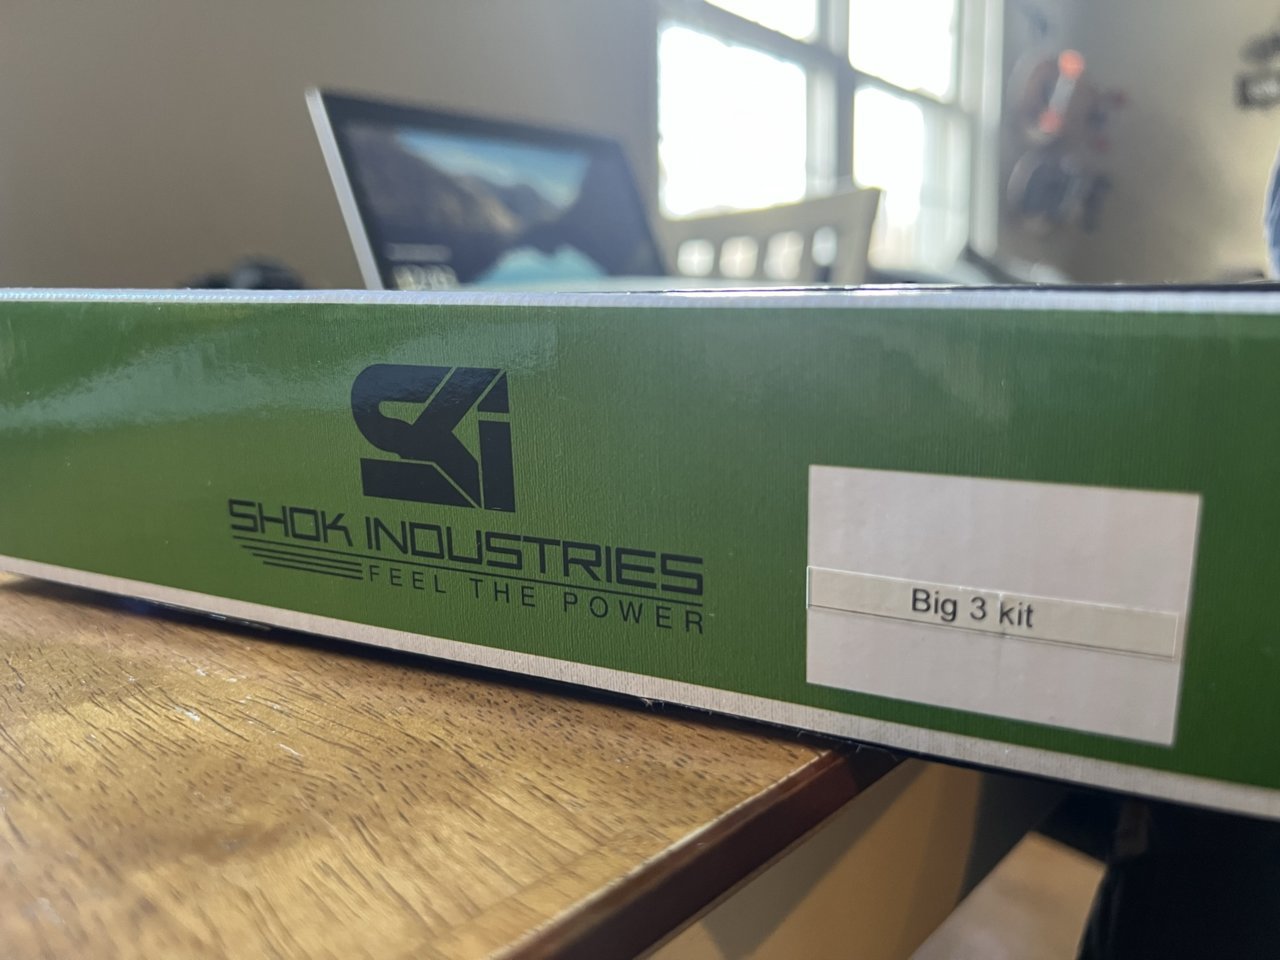 SKi
SHOK INDUSTRIES
FEEL THE POWER
Big 3 kit